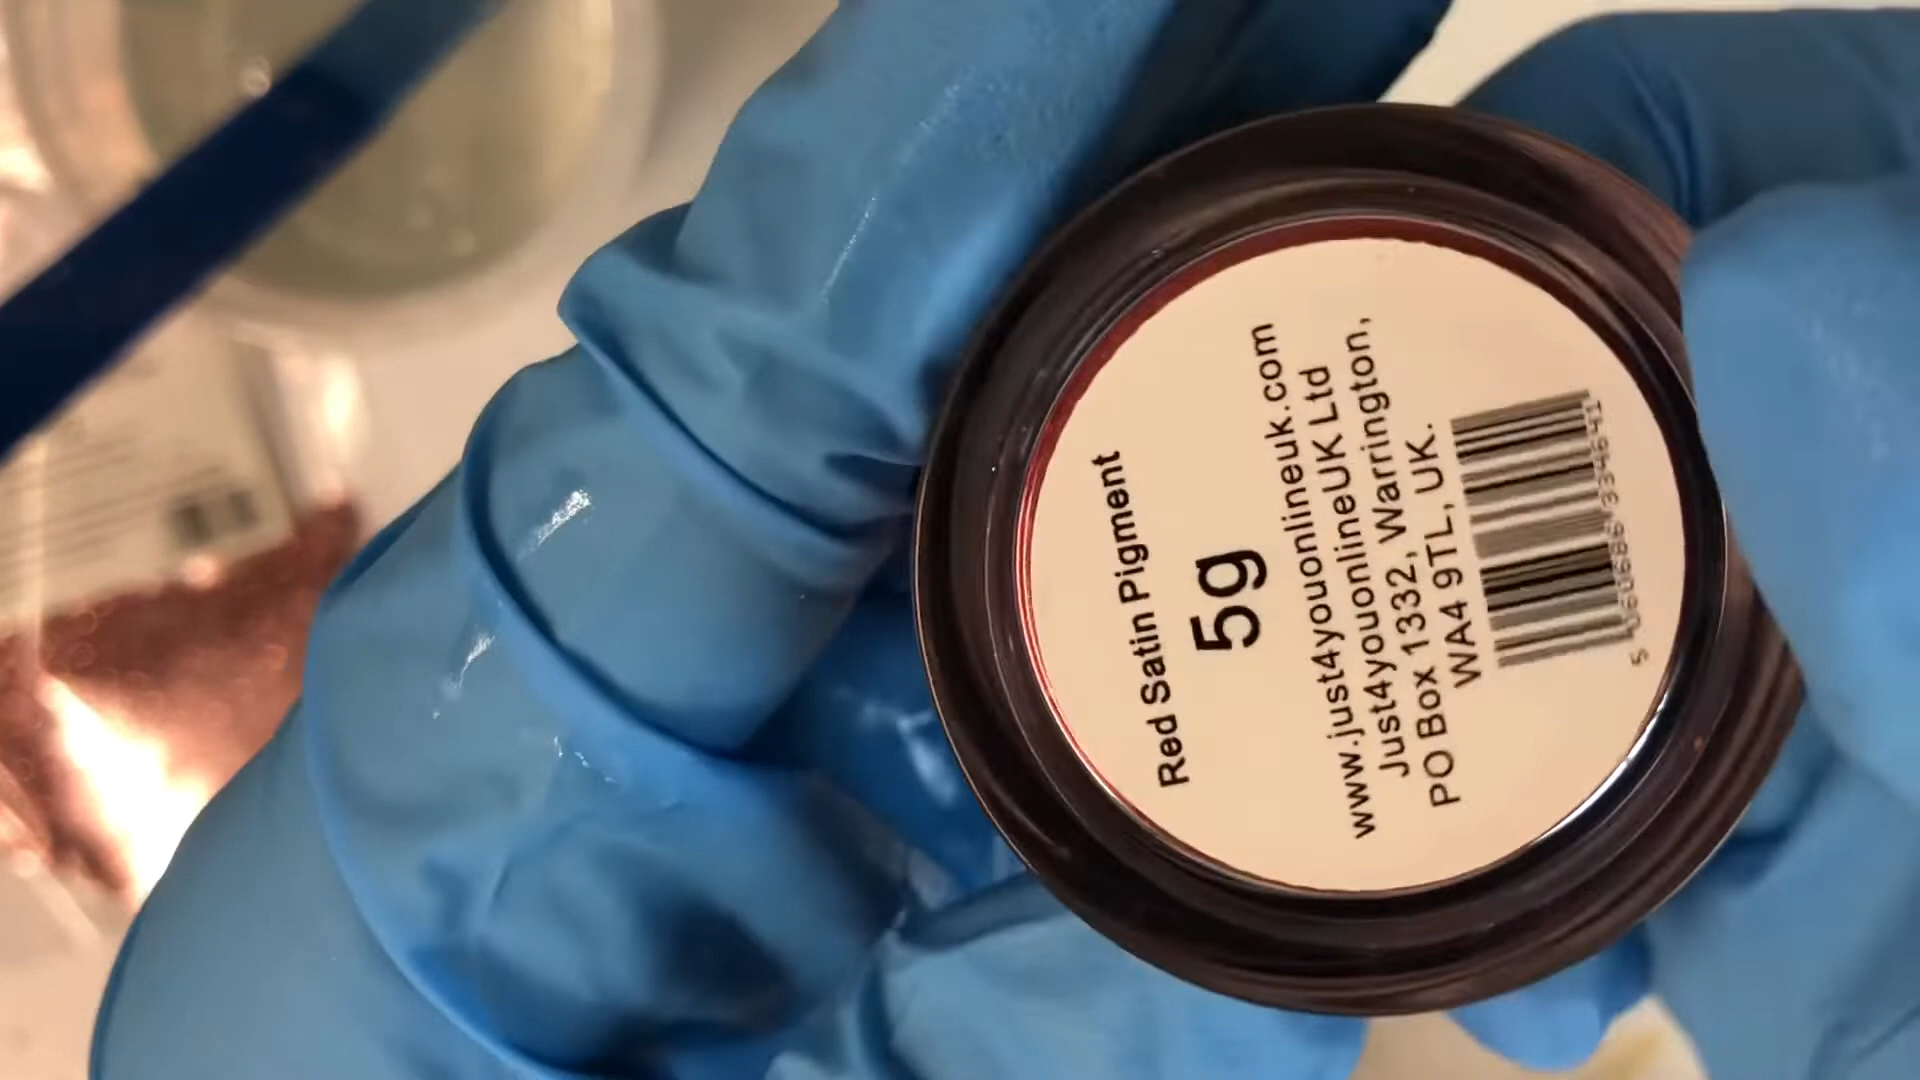 Red Satin Pigment
5g
www.just4youonlineuk.com
Just4youonlineUK Ltd
PO Box 1332, Warrington,
WA4 9TL, UK.